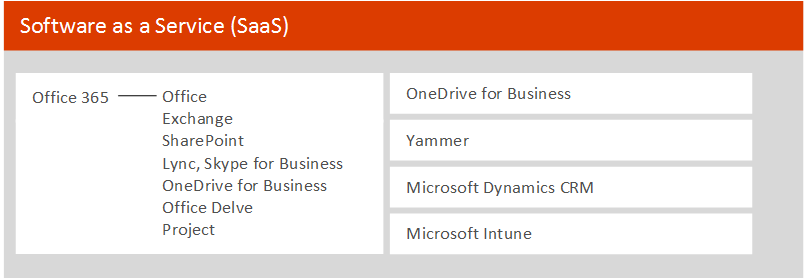 Software as a Service (SaaS)
Office 365
Office
Exchange
SharePoint
Lync, Skype for Business
OneDrive for Business
Office Delve
Project
OneDrive for Business
Yammer
Microsoft Dynamics CRM
Microsoft Intune